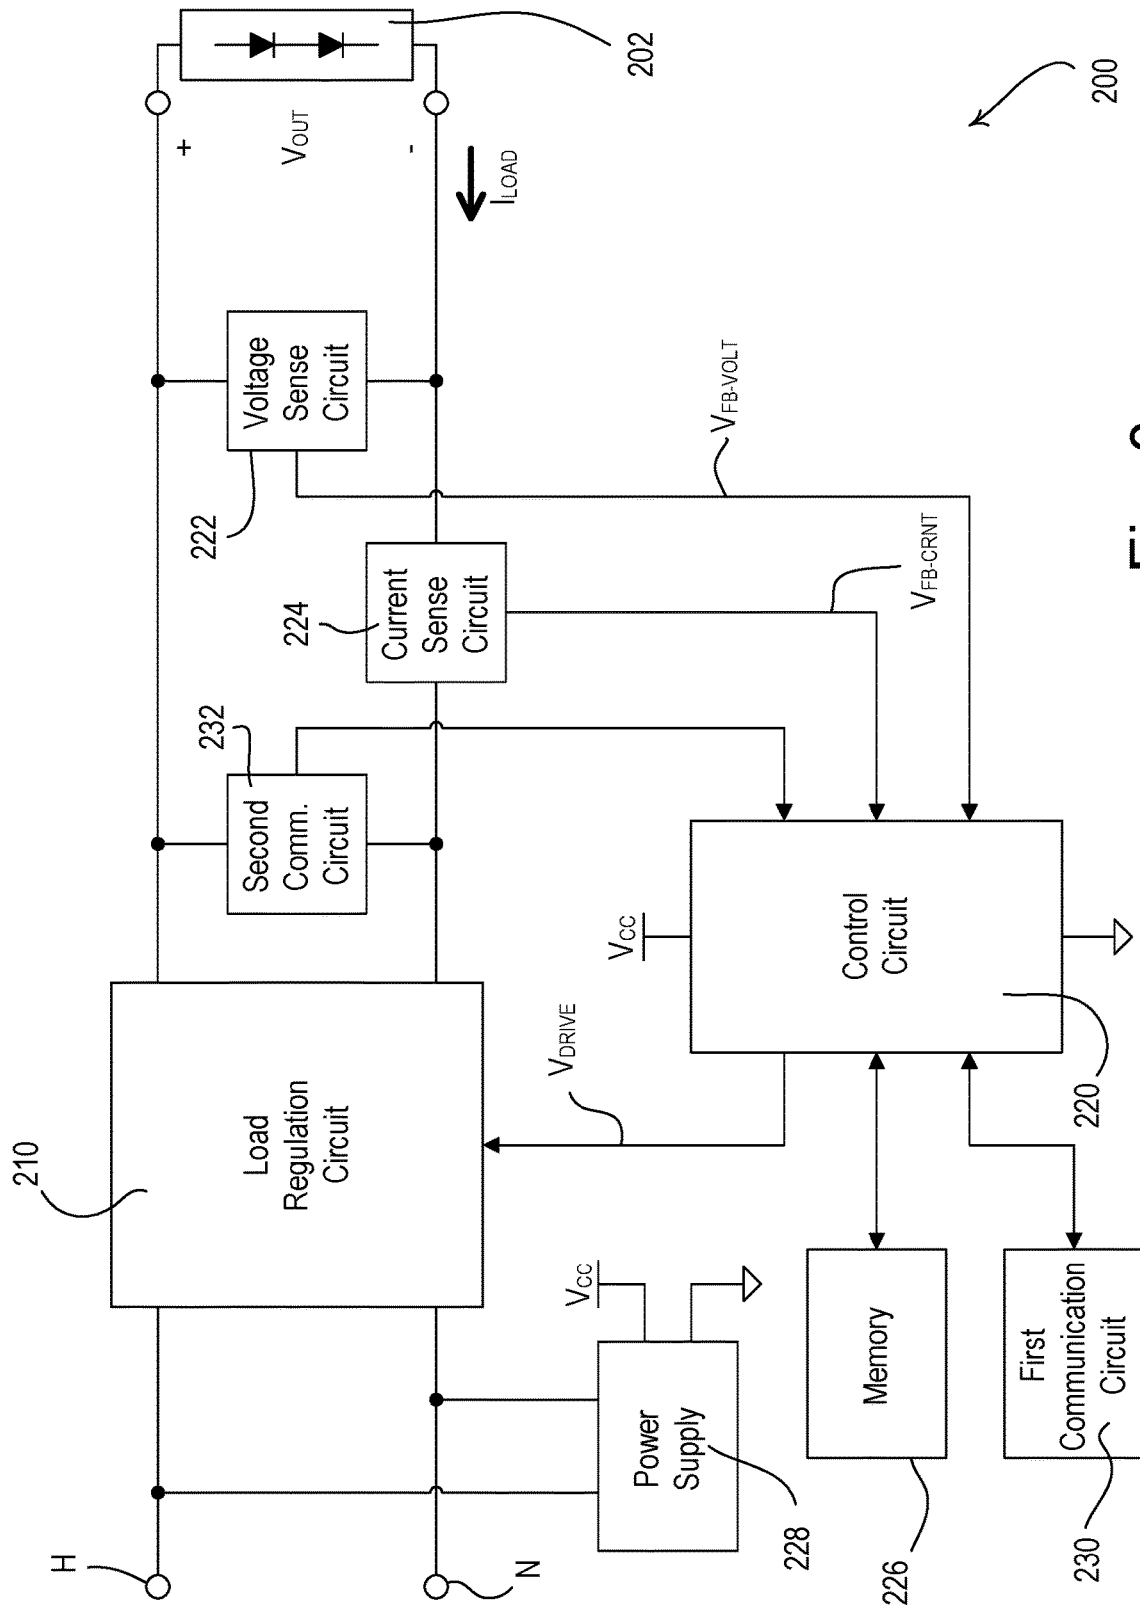 H
N
210
Load
Regulation
Circuit
232
Second
Comm.
Circuit
224
Current
Sense
Circuit
222
Voltage
Sense
Circuit
+
VOUT
-
ILOAD
202
200
228
Power
Supply
VCC
VDRIVE
VCC
VFB-CRNT
VFB-VOLT
226
Memory
Control
Circuit
220
230
First
Communication
Circuit